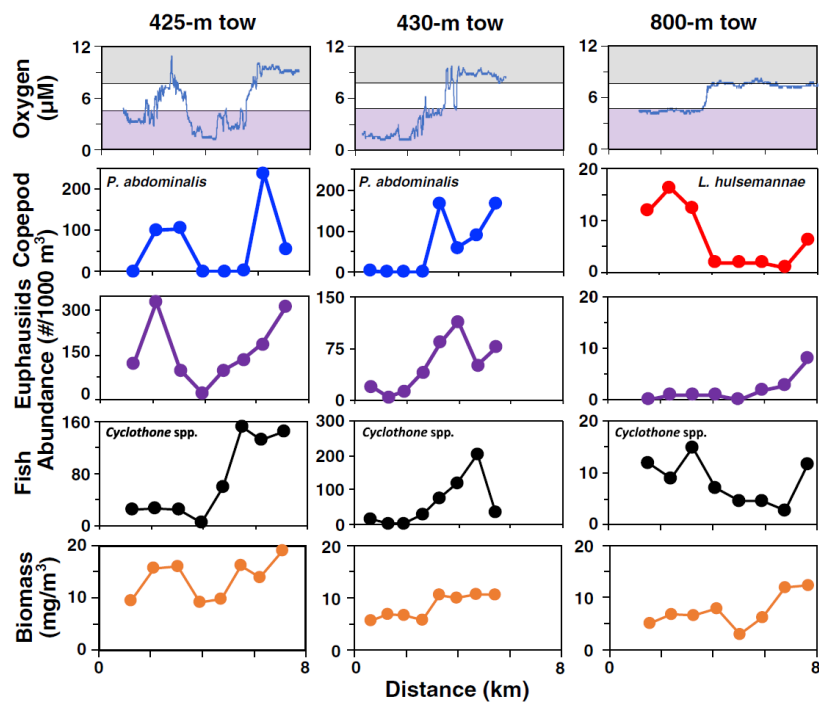 425-m tow 430-m tow 800-m tow
Oxygen
(µM)
12
6
0
12
6
0
12
6
0
Copepod
P. abdominalis
200
100
0
P. abdominalis
200
100
0
L. hulsemannae
20
10
0
Euphausiids
Abundance (#/1000 m³)
300
150
0
150
75
0
20
10
0
Fish
Cyclothone spp.
160
80
0
Cyclothone spp.
300
200
100
0
Cyclothone spp.
20
10
0
Biomass
(mg/m³)
20
10
0
20
10
0
20
10
0
0 4 8
0 4 8
0 4 8
Distance (km)